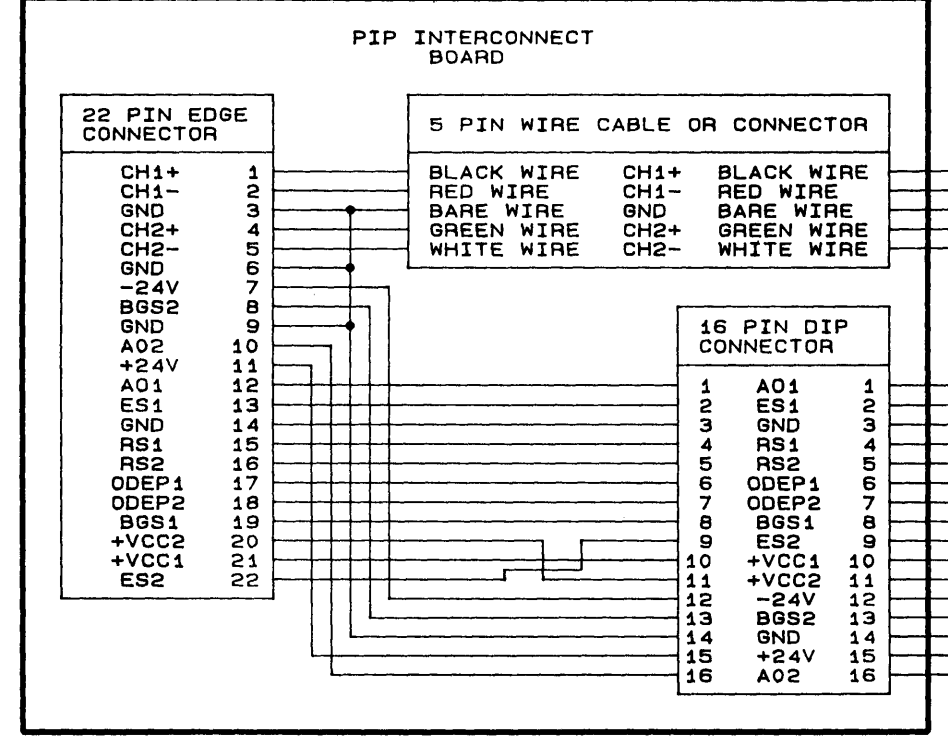 PIP INTERCONNECT
BOARD
22 PIN EDGE
CONNECTOR
CH1+ 1
CH1- 2
GND 3
CH2+ 4
CH2- 5
GND 6
-24V 7
BGS2 8
GND 9
AO2 10
+24V 11
AO1 12
ES1 13
GND 14
RS1 15
RS2 16
ODEP1 17
ODEP2 18
BGS1 19
+VCC2 20
+VCC1 21
ES2 22
5 PIN WIRE CABLE OR CONNECTOR
BLACK WIRE CH1+ BLACK WIRE
RED WIRE CH1- RED WIRE
BARE WIRE GND BARE WIRE
GREEN WIRE CH2+ GREEN WIRE
WHITE WIRE CH2- WHITE WIRE
16 PIN DIP
CONNECTOR
1 AO1 1
2 ES1 2
3 GND 3
4 RS1 4
5 RS2 5
6 ODEP1 6
7 ODEP2 7
8 BGS1 8
9 ES2 9
10 +VCC1 10
11 +VCC2 11
12 -24V 12
13 BGS2 13
14 GND 14
15 +24V 15
16 AO2 16